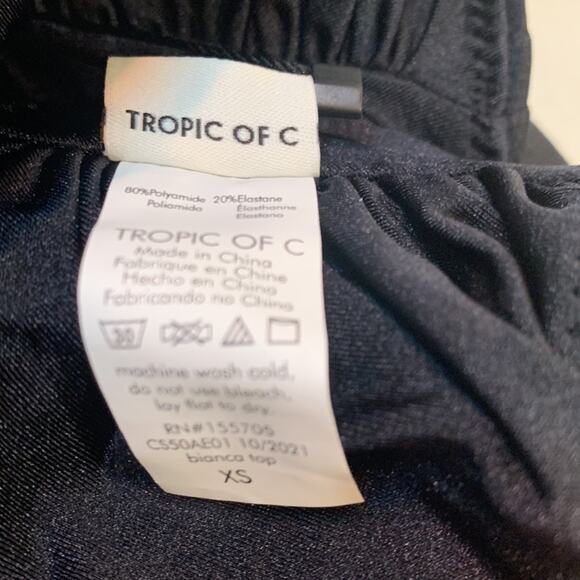 TROPIC OF C
80%Polyamide 20%Elastane
Poliamida Élasthanne
Elastano
TROPIC OF C
Made in China
Fabrique en Chine
Hecho en China
Fabricando no China
30
machine wash cold,
do not use bleach,
lay flat to dry.
RN#155705
CS50AE01 10/2021
bianca top
XS